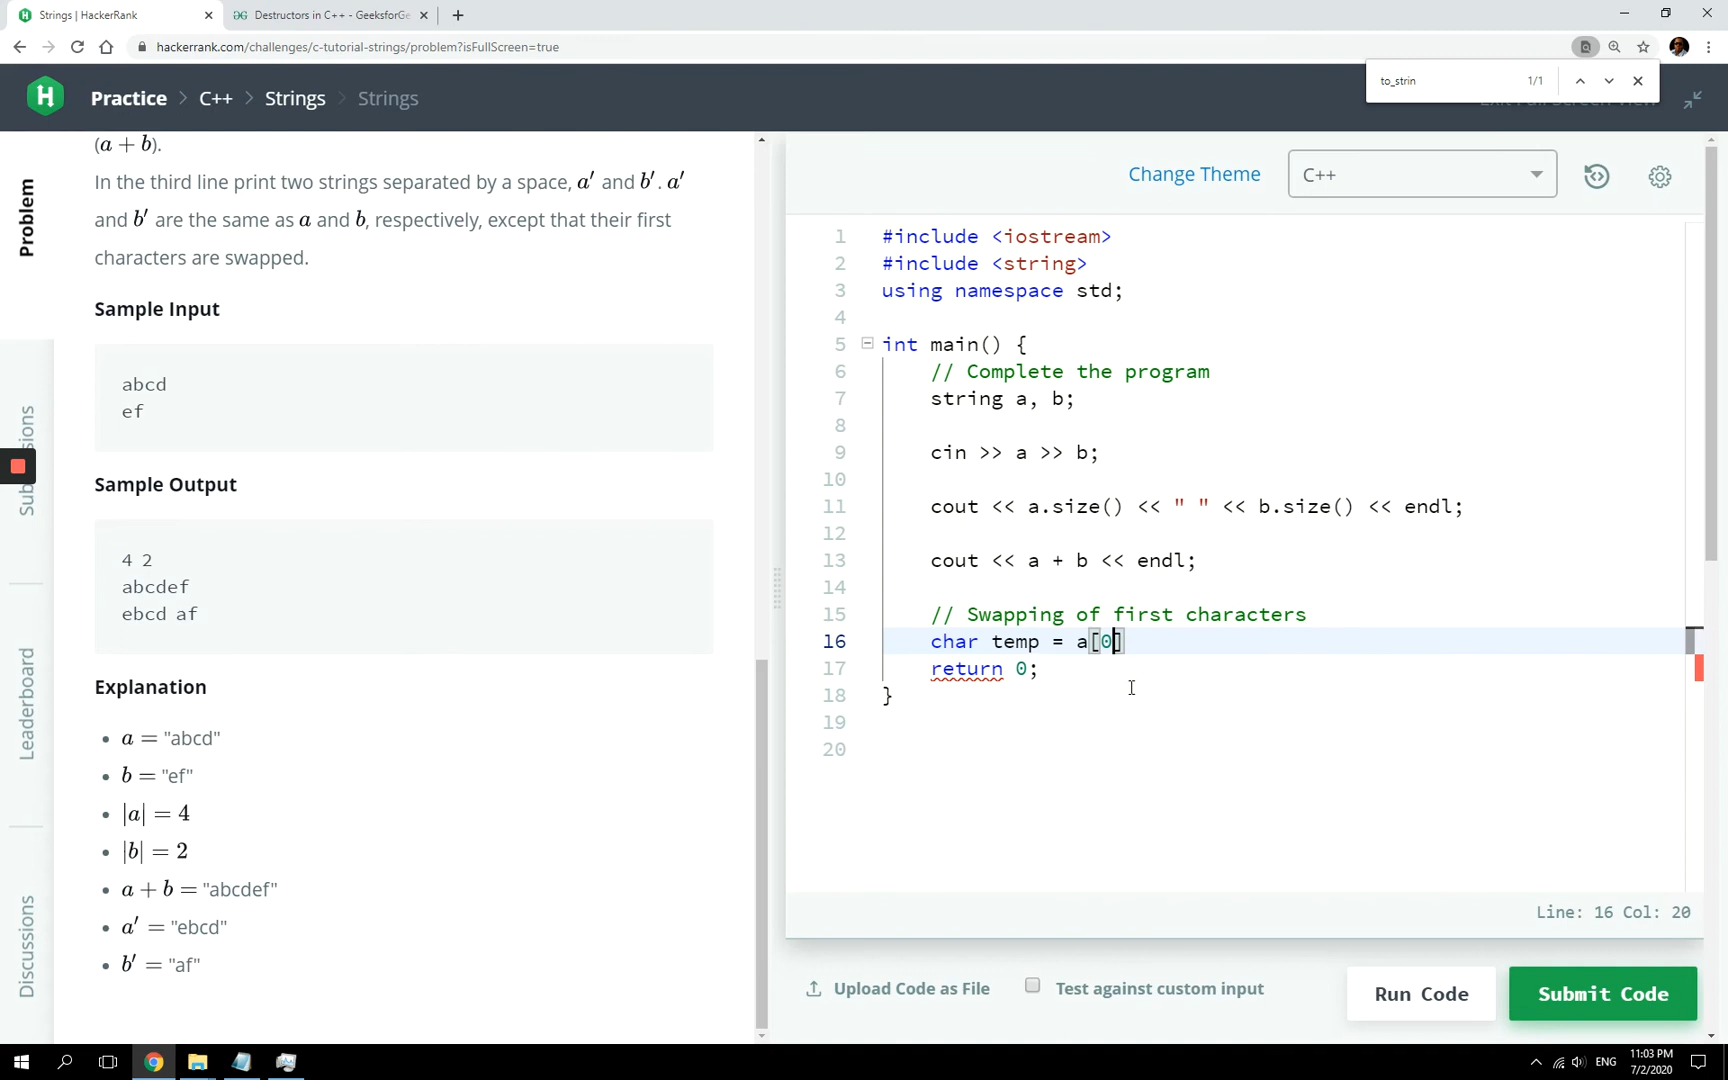 Strings | HackerRank
Destructors in C++ - GeeksforGe
hackerrank.com/challenges/c-tutorial-strings/problem?isFullScreen=true
to_strin 1/1
H Practice > C++ > Strings > Strings
Exit Full Screen View
Problem
Submissions
Leaderboard
Discussions
(a + b).
In the third line print two strings separated by a space, a′ and b′. a′
and b′ are the same as a and b, respectively, except that their first
characters are swapped.
Sample Input
abcd
ef
Sample Output
4 2
abcdef
ebcd af
Explanation
• a = "abcd"
• b = "ef"
• |a| = 4
• |b| = 2
• a + b = "abcdef"
• a′ = "ebcd"
• b′ = "af"
Change Theme C++
1 #include <iostream>
2 #include <string>
3 using namespace std;
4
5 int main() {
6 // Complete the program
7 string a, b;
8
9 cin >> a >> b;
10
11 cout << a.size() << " " << b.size() << endl;
12
13 cout << a + b << endl;
14
15 // Swapping of first characters
16 char temp = a[0]
17 return 0;
18 }
19
20
Line: 16 Col: 20
Upload Code as File
Test against custom input
Run Code
Submit Code
ENG
11:03 PM
7/2/2020